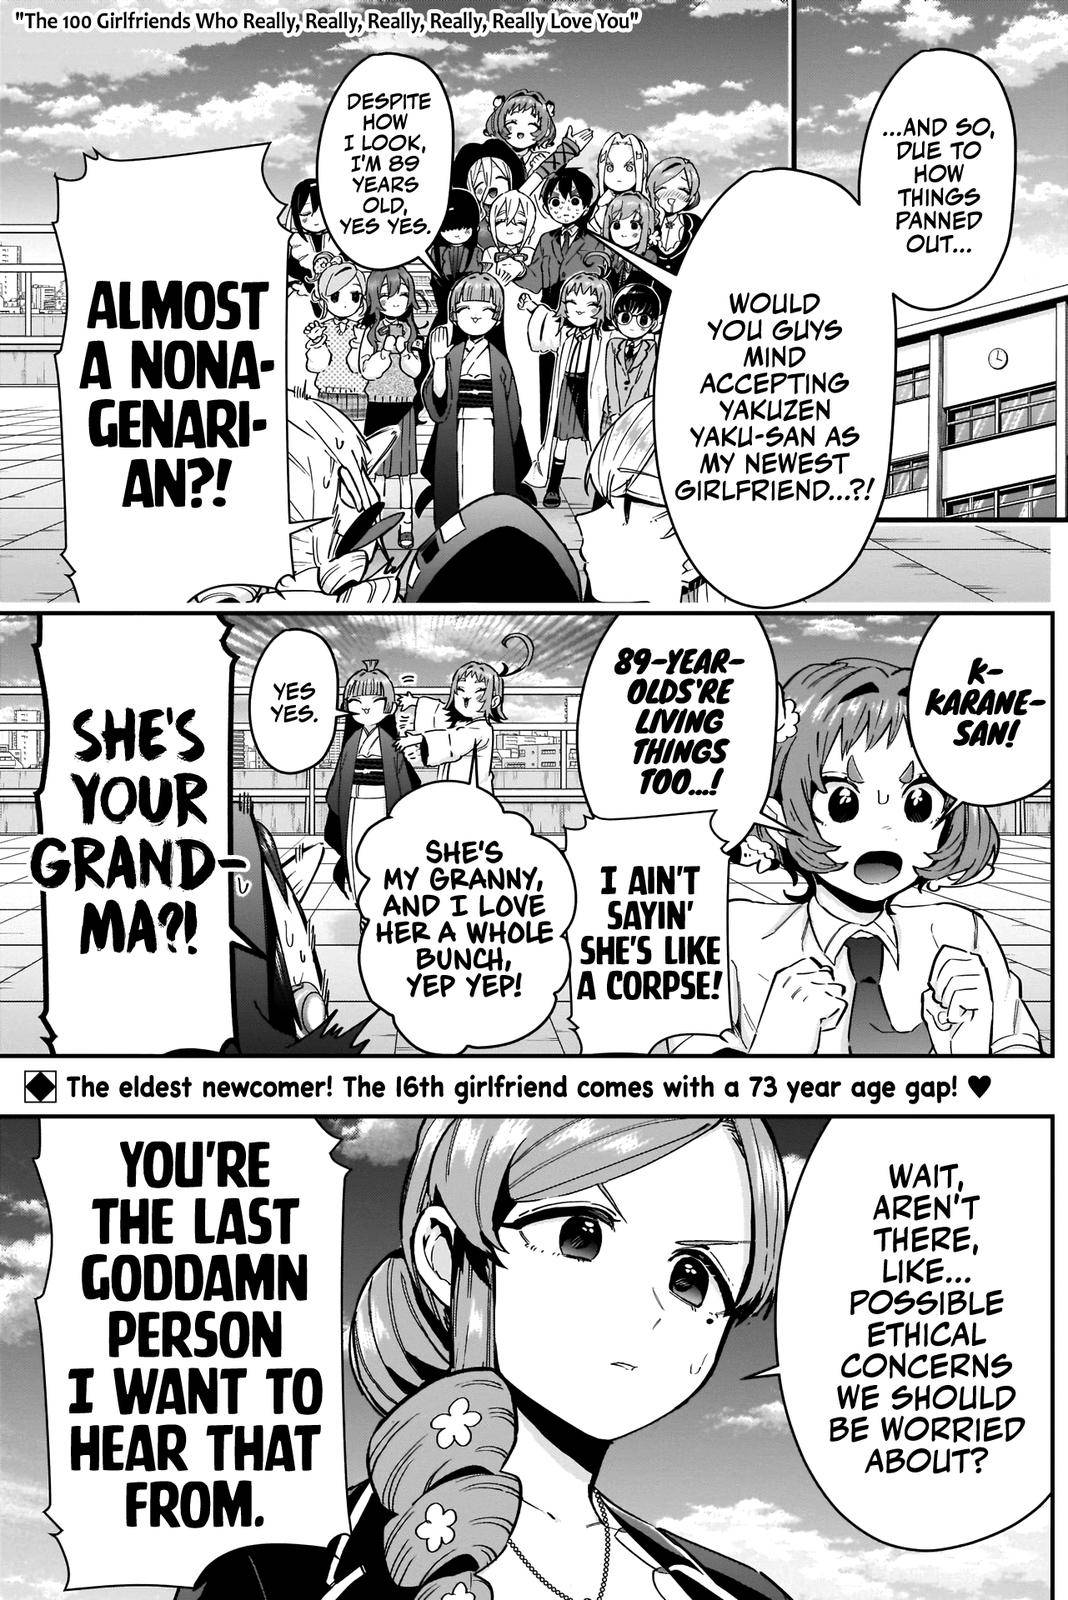 "The 100 Girlfriends Who Really, Really, Really, Really, Really Love You"
...AND SO,
DUE TO
HOW
THINGS
PANNED
OUT...
WOULD
YOU GUYS
MIND
ACCEPTING
YAKUZEN
YAKU-SAN AS
MY NEWEST
GIRLFRIEND...?!
DESPITE
HOW
I LOOK,
I'M 89
YEARS
OLD,
YES YES.
ALMOST
A NONA-
GENARI-
AN?!
K-
KARANE-
SAN!
89-YEAR-
OLDS'RE
LIVING
THINGS
TOO...!
I AIN'T
SAYIN'
SHE'S LIKE
A CORPSE!
YES
YES.
SHE'S
MY GRANNY,
AND I LOVE
HER A WHOLE
BUNCH,
YEP YEP!
SHE'S
YOUR
GRAND-
MA?!
The eldest newcomer! The 16th girlfriend comes with a 73 year age gap! ♥
WAIT,
AREN'T
THERE,
LIKE...
POSSIBLE
ETHICAL
CONCERNS
WE SHOULD
BE WORRIED
ABOUT?
YOU'RE
THE LAST
GODDAMN
PERSON
I WANT TO
HEAR THAT
FROM.